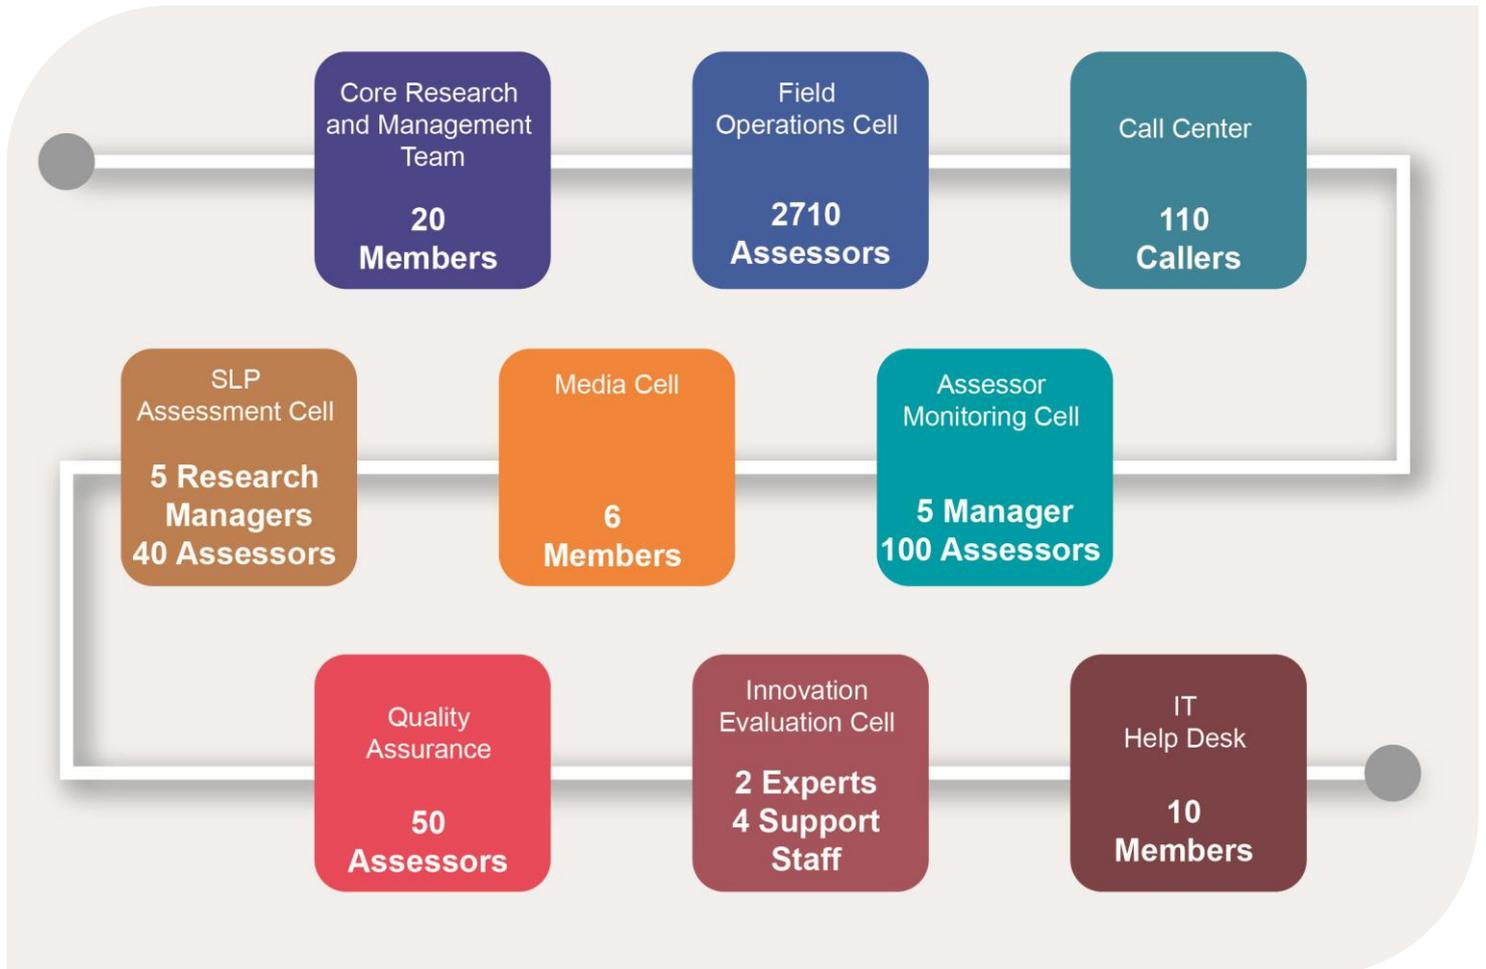 Core Research
and Management
Team
20
Members
Field
Operations Cell
2710
Assessors
Call Center
110
Callers
SLP
Assessment Cell
5 Research
Managers
40 Assessors
Media Cell
6
Members
Assessor
Monitoring Cell
5 Manager
100 Assessors
Quality
Assurance
50
Assessors
Innovation
Evaluation Cell
2 Experts
4 Support
Staff
IT
Help Desk
10
Members